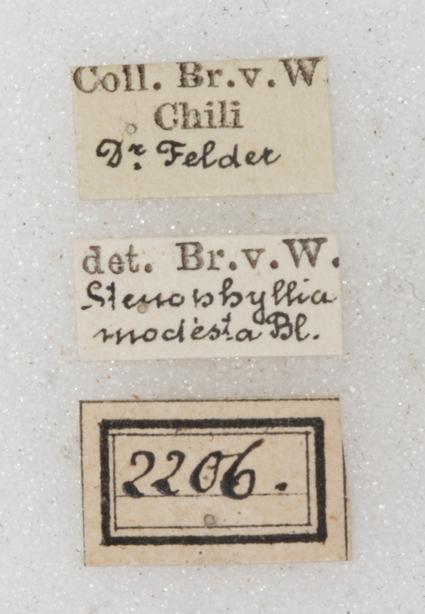 Coll. Br.v.W.
Chili
Dr. Felder
det. Br.v.W.
Stenophyllia
modesta Bl.
2206.